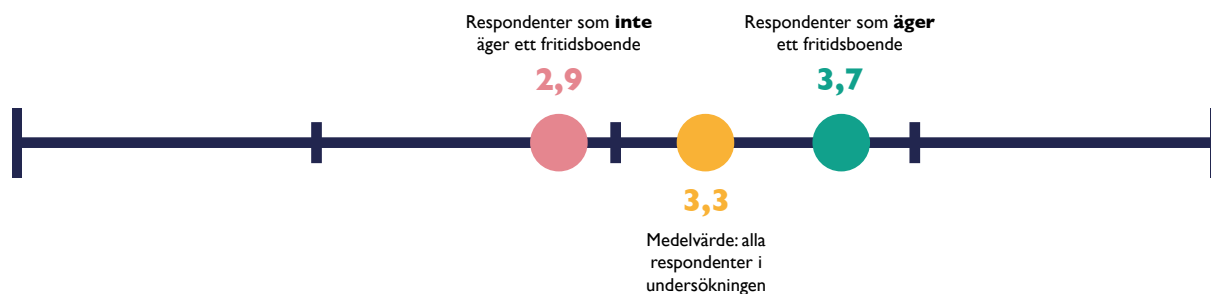 Respondenter som inte
äger ett fritidsboende
2,9
Respondenter som äger
ett fritidsboende
3,7
3,3
Medelvärde: alla
respondenter i
undersökningen